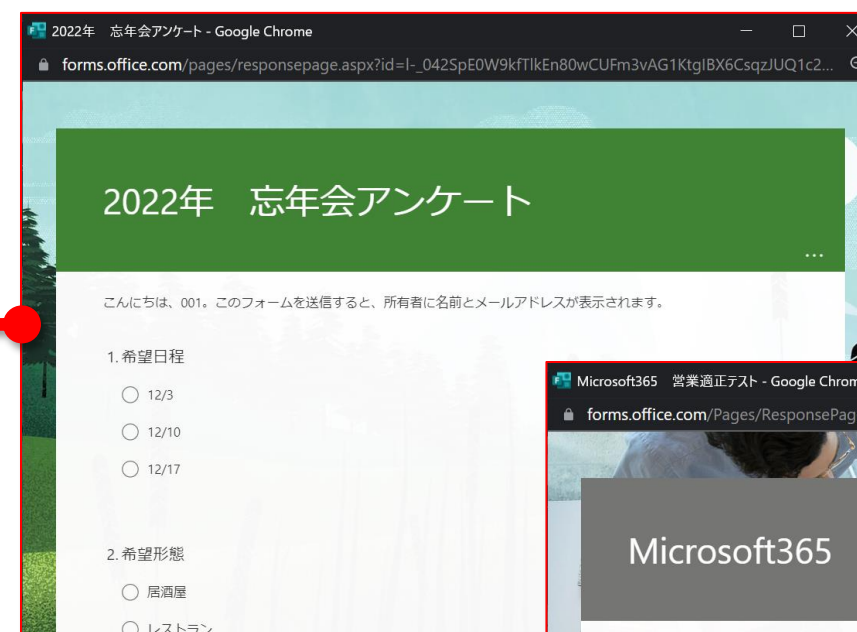 2022年　忘年会アンケート - Google Chrome
forms.office.com/pages/responsepage.aspx?id=l-_042SpE0W9kfTlkEn80wCUFm3vAG1KtgIBX6CsqzJUQ1c2...
2022年　忘年会アンケート
...
こんにちは、001。このフォームを送信すると、所有者に名前とメールアドレスが表示されます。
1. 希望日程
12/3
12/10
12/17
2. 希望形態
居酒屋
レストラン
Microsoft365　営業適正テスト - Google Chrom
forms.office.com/Pages/ResponsePag
Microsoft365